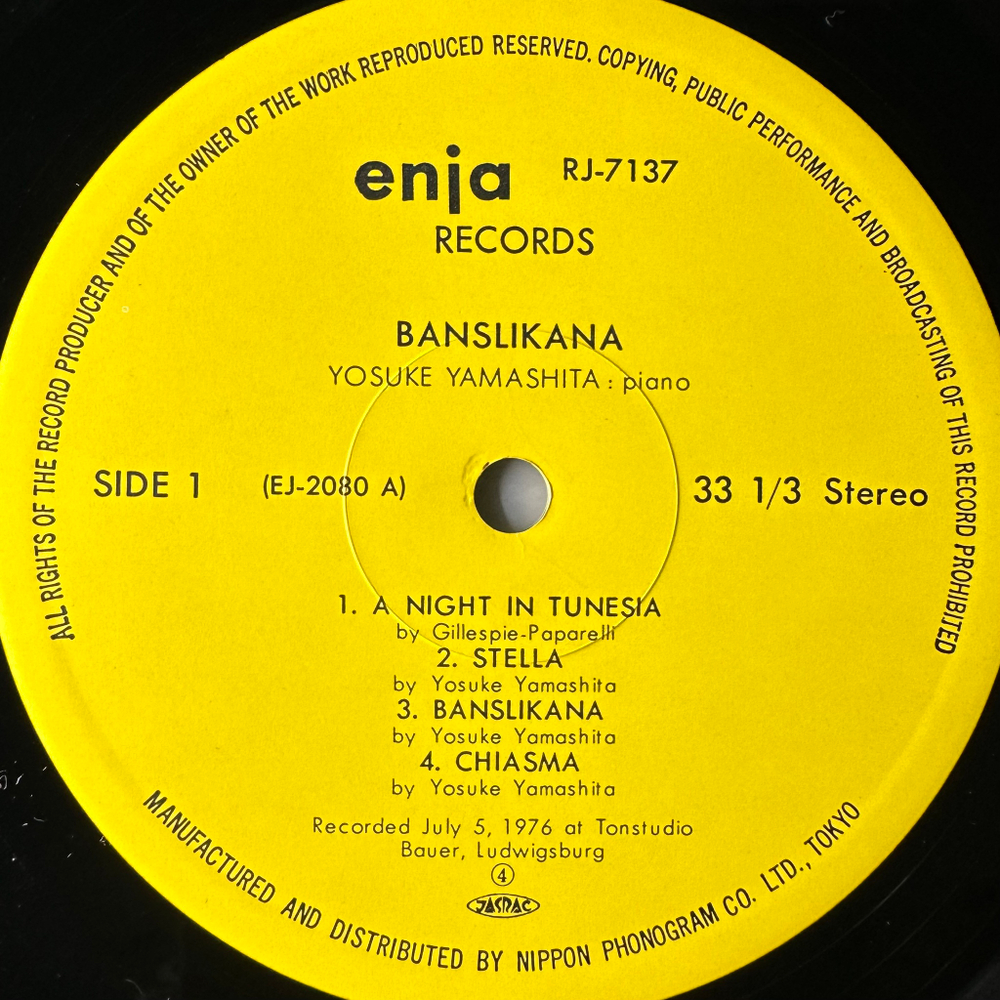 ALL RIGHTS OF THE RECORD PRODUCER AND OF THE OWNER OF THE WORK REPRODUCED RESERVED. COPYING, PUBLIC PERFORMANCE AND BROADCASTING OF THIS RECORD PROHIBITED
enja RJ-7137
RECORDS
BANSLIKANA
YOSUKE YAMASHITA : piano
SIDE 1 (EJ-2080 A) 33 1/3 Stereo
1. A NIGHT IN TUNESIA
by Gillespie-Paparelli
2. STELLA
by Yosuke Yamashita
3. BANSLIKANA
by Yosuke Yamashita
4. CHIASMA
by Yosuke Yamashita
Recorded July 5, 1976 at Tonstudio
Bauer, Ludwigsburg
④
JASRAC
MANUFACTURED AND DISTRIBUTED BY NIPPON PHONOGRAM CO. LTD., TOKYO